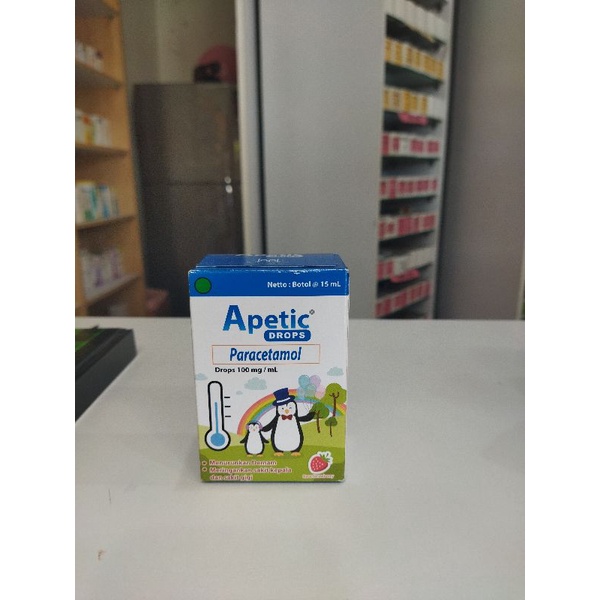 Netto : Botol @ 15 mL
Apetic®
DROPS
Paracetamol
Drops 100 mg / mL
Menurunkan Demam
Meringankan sakit kepala
dan sakit gigi